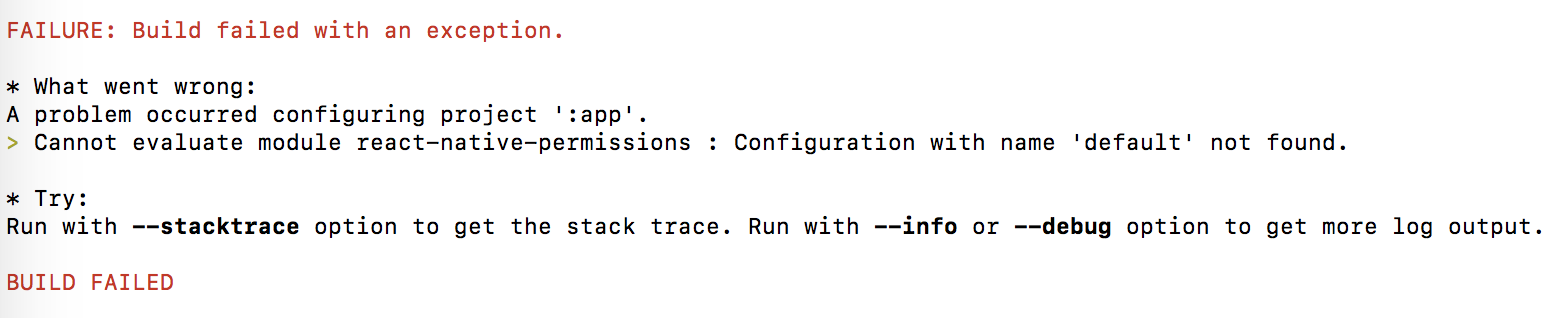 FAILURE: Build failed with an exception.
* What went wrong:
A problem occurred configuring project ':app'.
> Cannot evaluate module react-native-permissions : Configuration with name 'default' not found.
* Try:
Run with --stacktrace option to get the stack trace. Run with --info or --debug option to get more log output.
BUILD FAILED